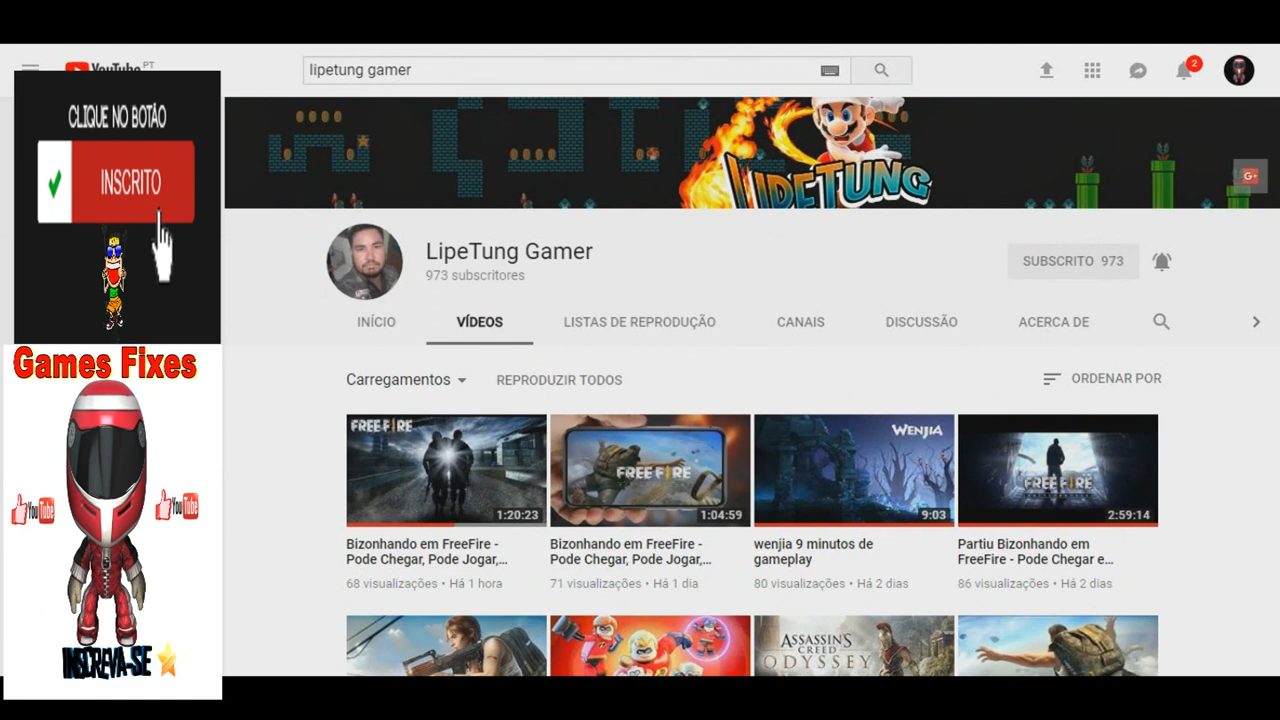 YouTube PT
lipetung gamer
2
CLIQUE NO BOTÃO
INSCRITO
LIPETUNG
G+
LipeTung Gamer
973 subscritores
SUBSCRITO 973
INÍCIO
VÍDEOS
LISTAS DE REPRODUÇÃO
CANAIS
DISCUSSÃO
ACERCA DE
Games Fixes
YouTube
YouTube
INSCREVA-SE
Carregamentos
REPRODUZIR TODOS
ORDENAR POR
FREE FIRE
1:20:23
FREE FIRE
1:04:59
WENJIA
9:03
FREE FIRE
2:59:14
Bizonhando em FreeFire -
Pode Chegar, Pode Jogar,...
68 visualizações • Há 1 hora
Bizonhando em FreeFire -
Pode Chegar, Pode Jogar,...
71 visualizações • Há 1 dia
wenjia 9 minutos de
gameplay
80 visualizações • Há 2 dias
Partiu Bizonhando em
FreeFire - Pode Chegar e...
86 visualizações • Há 2 dias
ASSASSIN'S
CREED
ODYSSEY